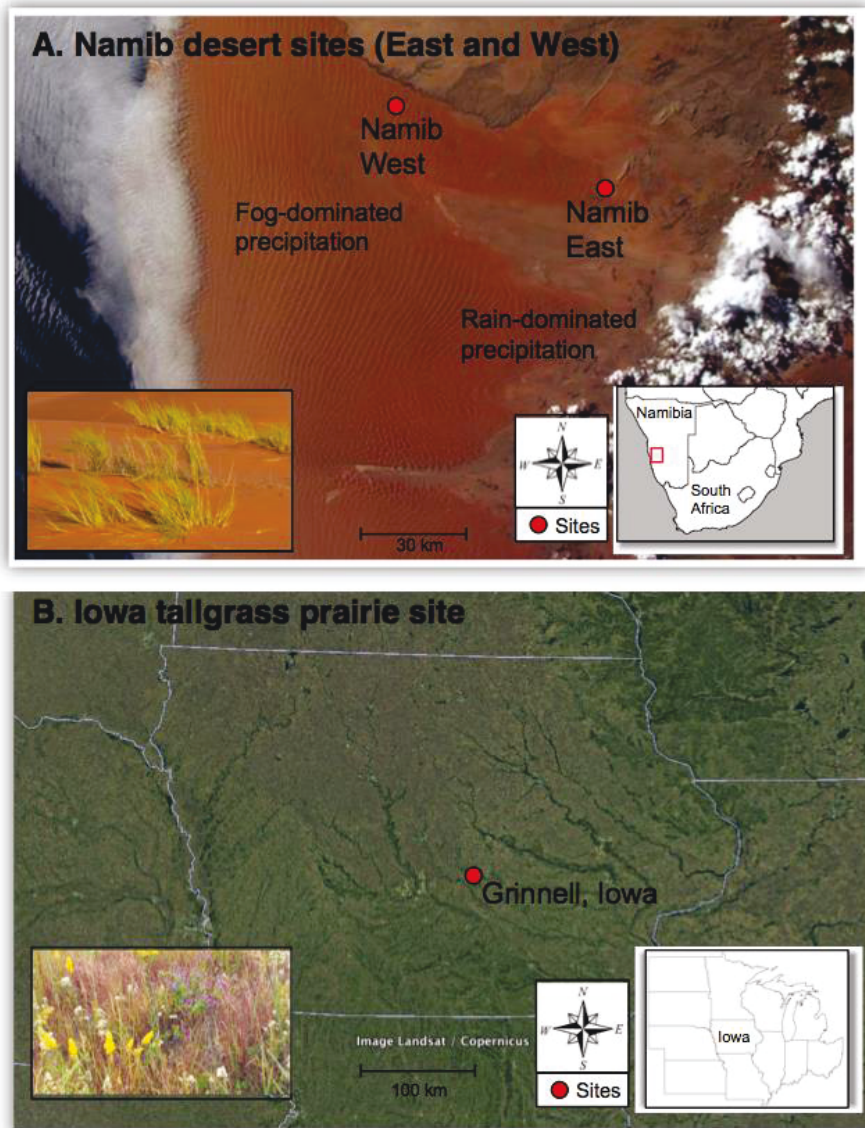 A. Namib desert sites (East and West)
Namib
West
Namib
East
Fog-dominated
precipitation
Rain-dominated
precipitation
N
W
E
S
Sites
30 km
Namibia
South
Africa
B. Iowa tallgrass prairie site
Grinnell, Iowa
Image Landsat / Copernicus
100 km
N
W
E
S
Sites
Iowa